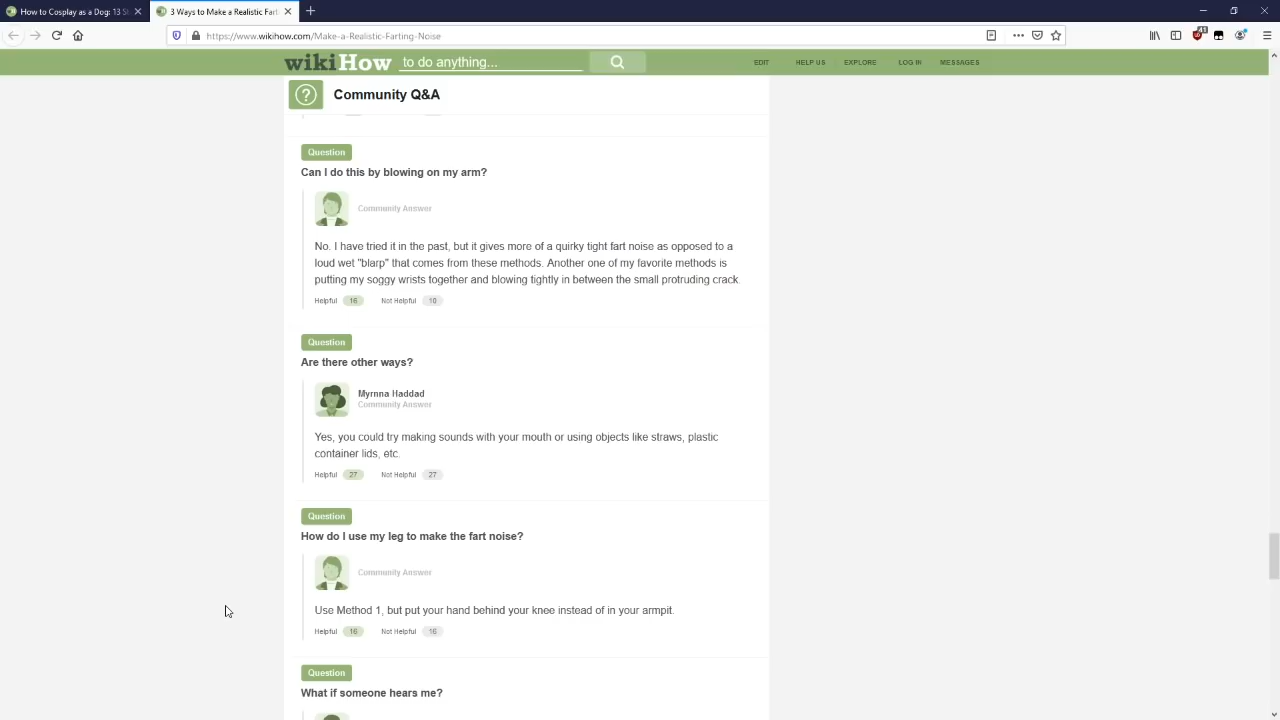 How to Cosplay as a Dog: 13 St
3 Ways to Make a Realistic Fart
https://www.wikihow.com/Make-a-Realistic-Farting-Noise
wikiHow to do anything...
EDIT HELP US EXPLORE LOG IN MESSAGES
Community Q&A
Question
Can I do this by blowing on my arm?
Community Answer
No. I have tried it in the past, but it gives more of a quirky tight fart noise as opposed to a
loud wet "blarp" that comes from these methods. Another one of my favorite methods is
putting my soggy wrists together and blowing tightly in between the small protruding crack.
Helpful 16 Not Helpful 10
Question
Are there other ways?
Myrnna Haddad
Community Answer
Yes, you could try making sounds with your mouth or using objects like straws, plastic
container lids, etc.
Helpful 27 Not Helpful 27
Question
How do I use my leg to make the fart noise?
Community Answer
Use Method 1, but put your hand behind your knee instead of in your armpit.
Helpful 16 Not Helpful 16
Question
What if someone hears me?